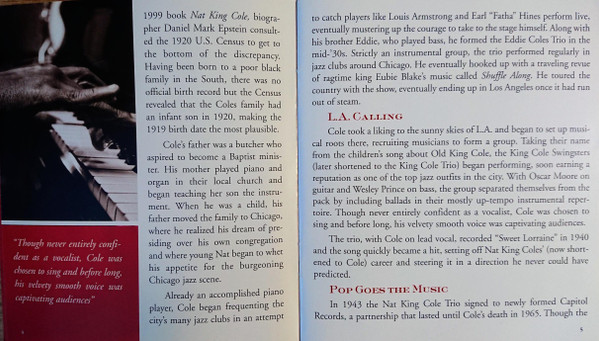 1999 book Nat King Cole, biogra-
pher Daniel Mark Epstein consult-
ed the 1920 U.S. Census to get to
the bottom of the discrepancy.
Having been born to a poor black
family in the South, there was no
official birth record but the Census
revealed that the Coles family had
an infant son in 1920, making the
1919 birth date the most plausible.
Cole's father was a butcher who
aspired to become a Baptist minis-
ter. His mother played piano and
organ in their local church and
began teaching her son the instru-
ment. When he was a child, his
father moved the family to Chicago,
where he realized his dream of pre-
siding over his own congregation
and where young Nat began to whet
his appetite for the burgeoning
Chicago jazz scene.
Already an accomplished piano
player, Cole began frequenting the
city's many jazz clubs in an attempt
"Though never entirely confi-
dent as a vocalist, Cole was
chosen to sing and before long,
his velvety smooth voice was
captivating audiences"
4
to catch players like Louis Armstrong and Earl "Fatha" Hines perform live,
eventually mustering up the courage to take to the stage himself. Along with
his brother Eddie, who played bass, he formed the Eddie Coles Trio in the
mid-'30s. Strictly an instrumental group, the trio performed regularly in
jazz clubs around Chicago. He eventually hooked up with a traveling revue
of ragtime king Eubie Blake's music called Shuffle Along. He toured the
country with the show, eventually ending up in Los Angeles once it had run
out of steam.
L.A. Calling
Cole took a liking to the sunny skies of L.A. and began to set up musi-
cal roots there, recruiting musicians to form a group. Taking their name
from the children's song about Old King Cole, the King Cole Swingsters
(later shortened to the King Cole Trio) began performing, soon earning a
reputation as one of the top jazz outfits in the city. With Oscar Moore on
guitar and Wesley Prince on bass, the group separated themselves from the
pack by including ballads in their mostly up-tempo instrumental reper-
toire. Though never entirely confident as a vocalist, Cole was chosen to
sing and before long, his velvety smooth voice was captivating audiences.
The trio, with Cole on lead vocal, recorded "Sweet Lorraine" in 1940
and the song quickly became a hit, setting off Nat King Coles' (now short-
ened to Cole) career and steering it in a direction he never could have
predicted.
Pop Goes the Music
In 1943 the Nat King Cole Trio signed to newly formed Capitol
Records, a partnership that lasted until Cole's death in 1965. Though the
5